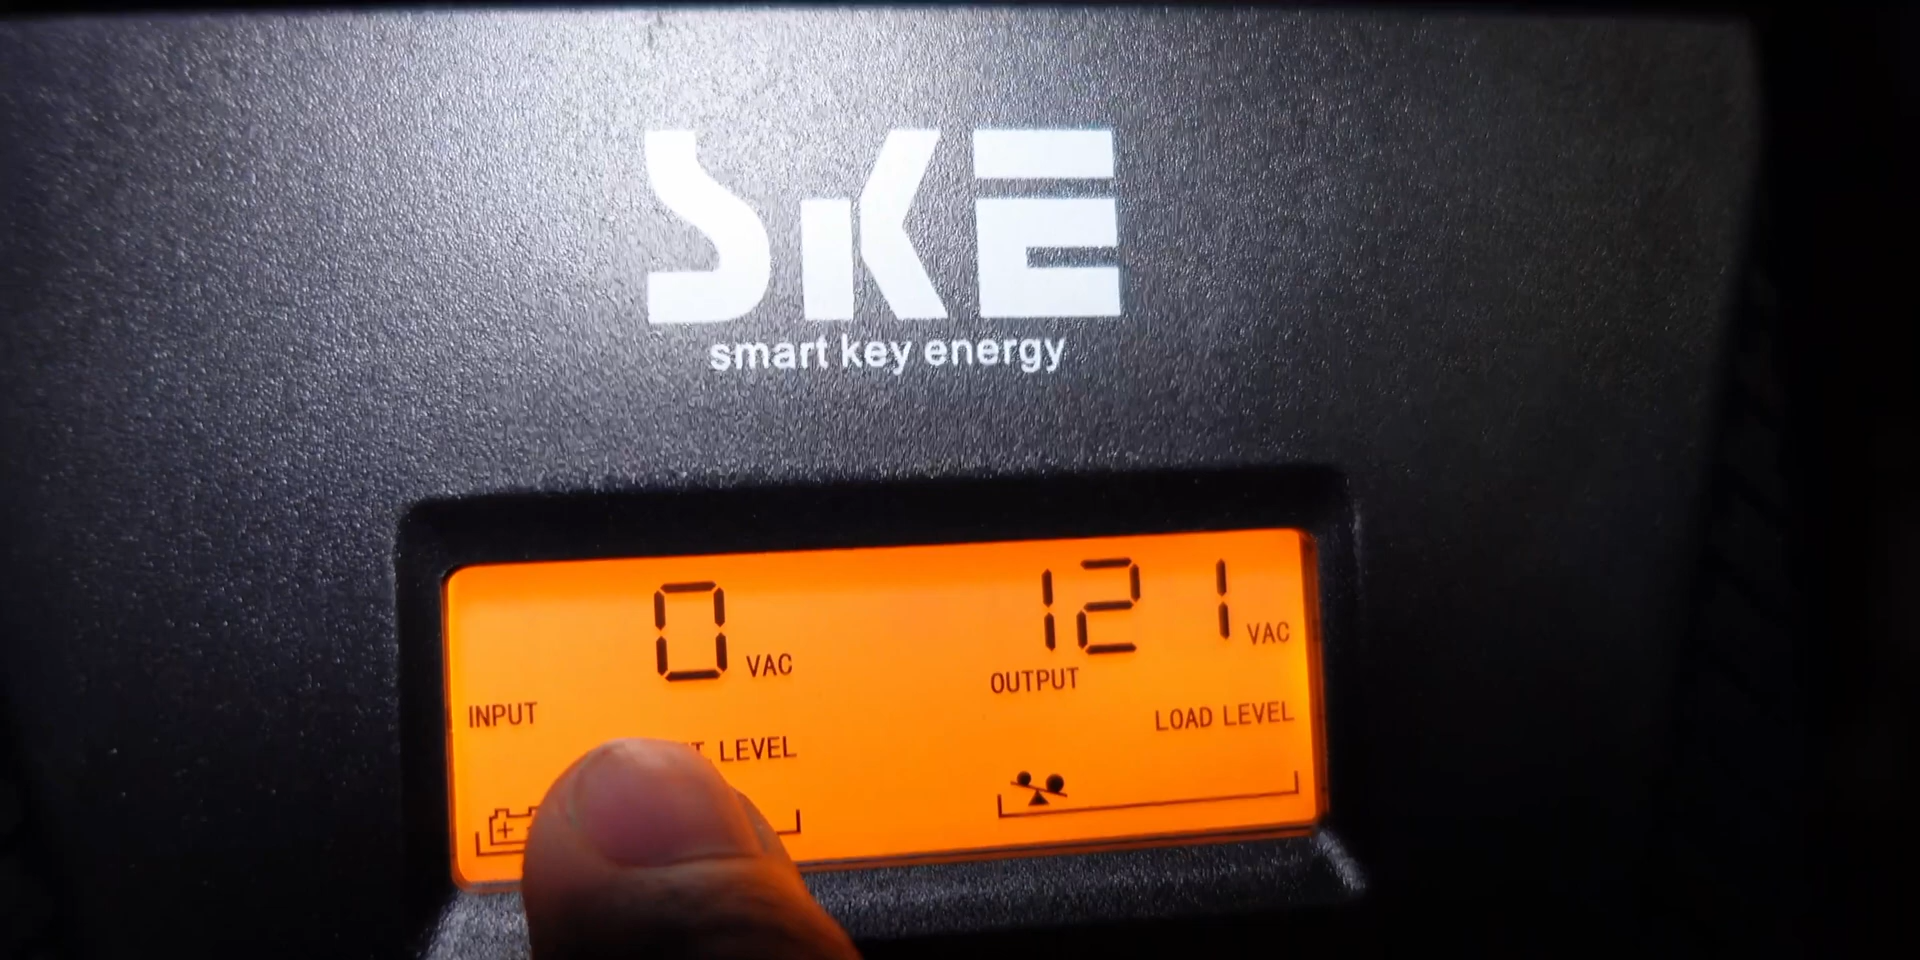 SKE
smart key energy
0 VAC
121 VAC
INPUT
OUTPUT
LEVEL
LOAD LEVEL